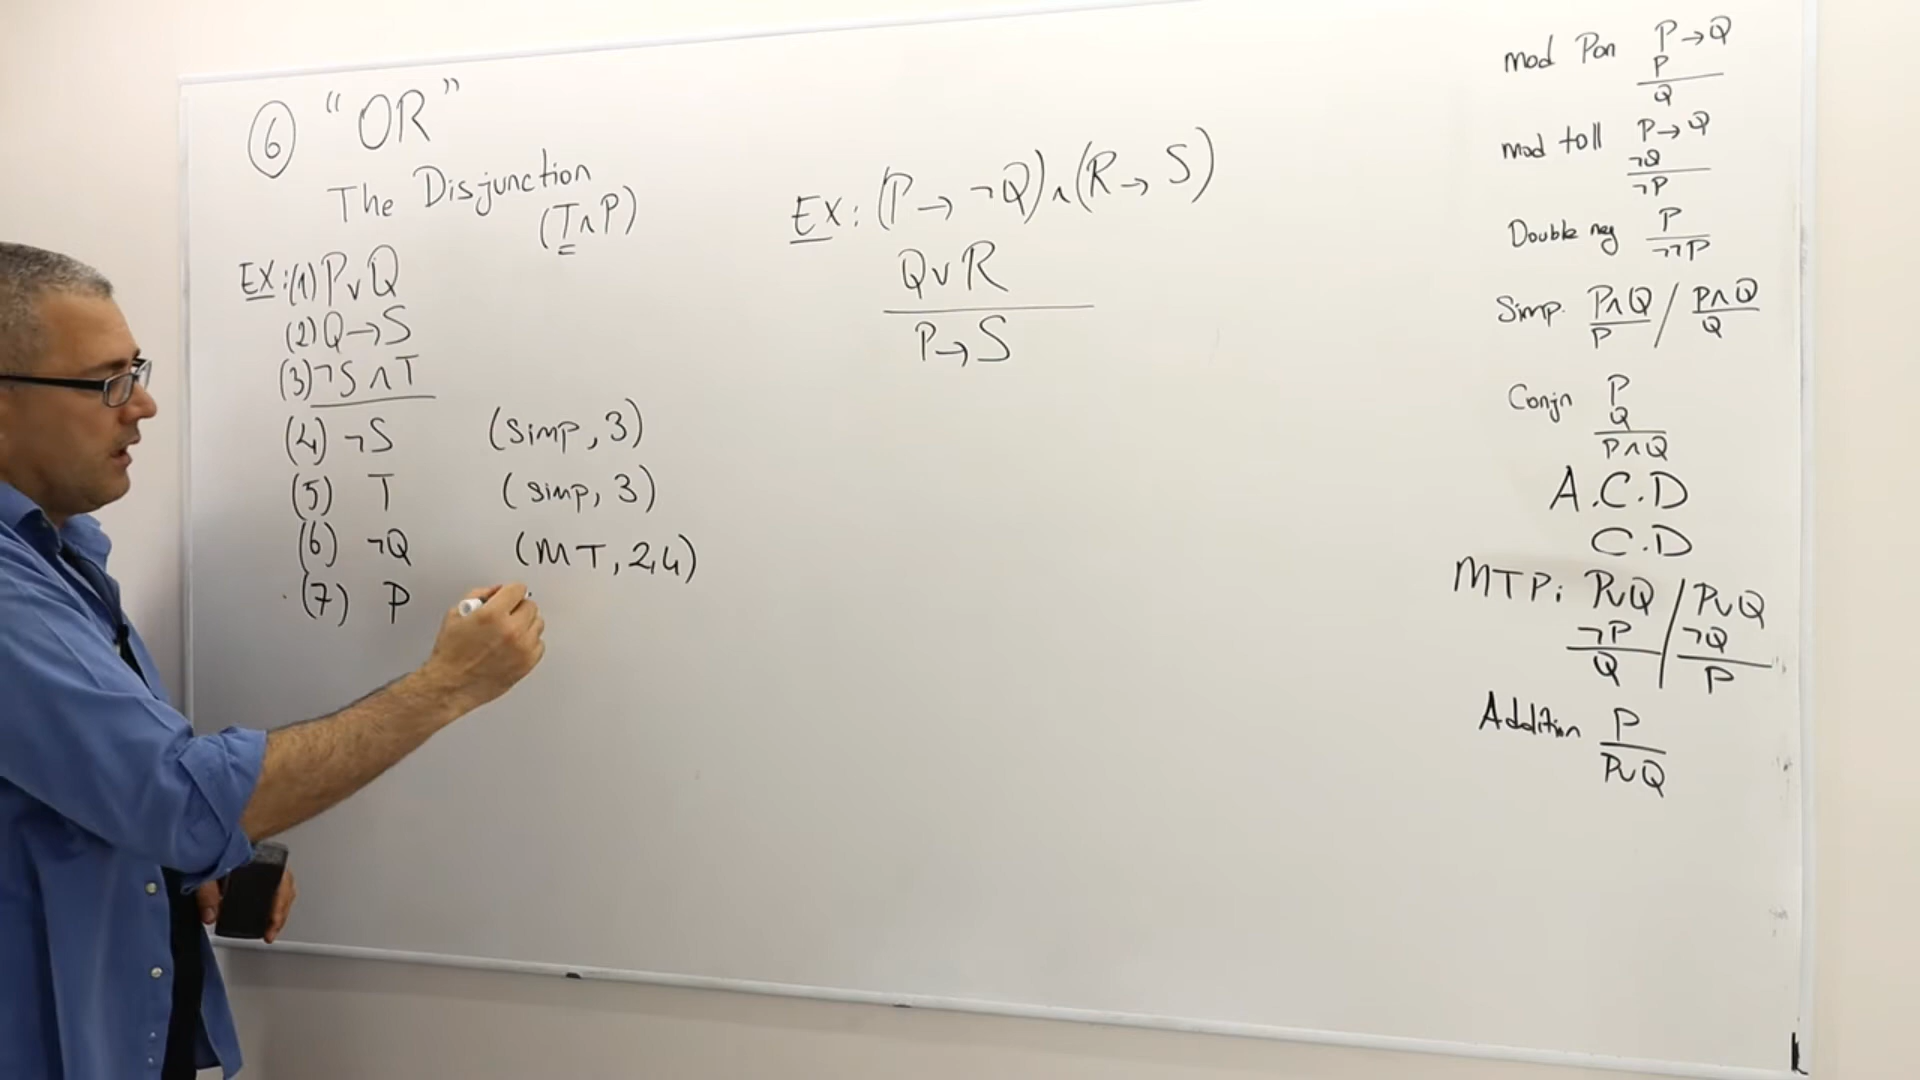 6 "OR"
The Disjunction
(T∧P)
EX: (1) P∨Q
(2) Q→S
(3) ¬S∧T
(4) ¬S (simp, 3)
(5) T (simp, 3)
(6) ¬Q (MT, 2,4)
(7) P
EX: (P→¬Q)∧(R→S)
Q∨R
P→S
mod Pon P→Q
P
Q
mod toll P→Q
¬Q
¬P
Double neg P
¬¬P
Simp. P∧Q / P∧Q
P Q
Conjn P
Q
P∧Q
A.C.D
C.D
MTP: P∨Q / P∨Q
¬P ¬Q
Q P
Addition P
P∨Q